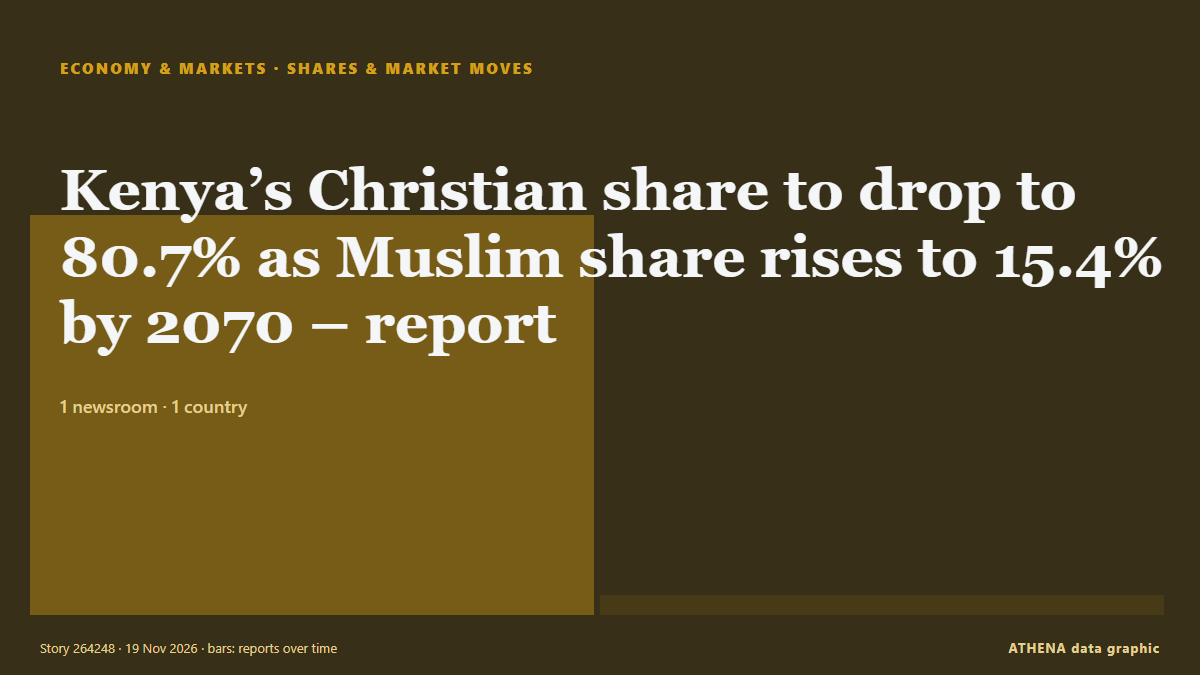 ECONOMY & MARKETS · SHARES & MARKET MOVES
Kenya’s Christian share to drop to
80.7% as Muslim share rises to 15.4%
by 2070 – report
1 newsroom · 1 country
Story 264248 · 19 Nov 2026 · bars: reports over time
ATHENA data graphic